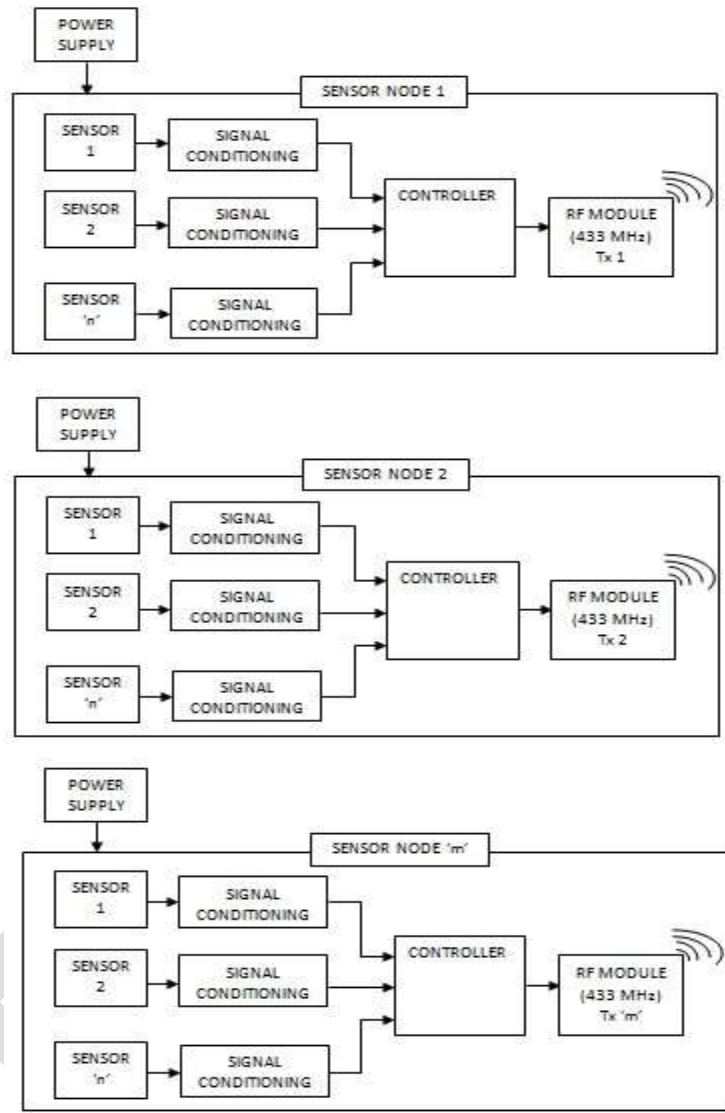 POWER
SUPPLY
SENSOR NODE 1
SENSOR
1
SIGNAL
CONDITIONING
SENSOR
2
SIGNAL
CONDITIONING
SENSOR
'n'
SIGNAL
CONDITIONING
CONTROLLER
RF MODULE
(433 MHz)
Tx 1
POWER
SUPPLY
SENSOR NODE 2
SENSOR
1
SIGNAL
CONDITIONING
SENSOR
2
SIGNAL
CONDITIONING
SENSOR
'n'
SIGNAL
CONDITIONING
CONTROLLER
RF MODULE
(433 MHz)
Tx 2
POWER
SUPPLY
SENSOR NODE 'm'
SENSOR
1
SIGNAL
CONDITIONING
SENSOR
2
SIGNAL
CONDITIONING
SENSOR
'n'
SIGNAL
CONDITIONING
CONTROLLER
RF MODULE
(433 MHz)
Tx 'm'